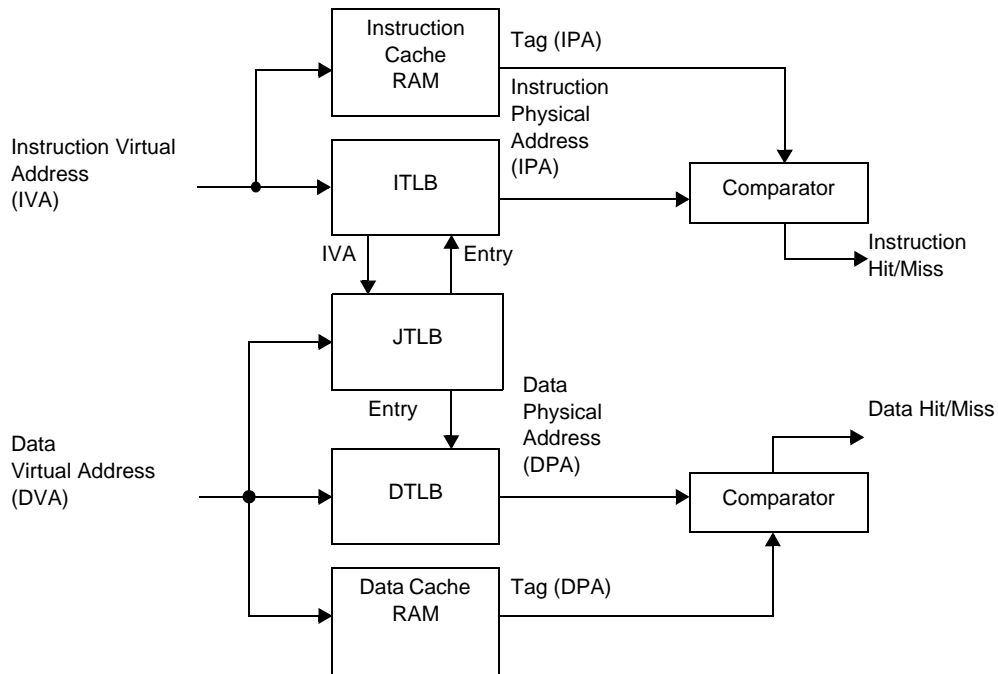 Instruction
Cache
RAM
Tag (IPA)
Instruction
Physical
Address
(IPA)
Instruction Virtual
Address
(IVA)
ITLB
Comparator
IVA
Entry
Instruction
Hit/Miss
JTLB
Entry
Data
Physical
Address
(DPA)
Data Hit/Miss
Data
Virtual Address
(DVA)
DTLB
Comparator
Data Cache
RAM
Tag (DPA)